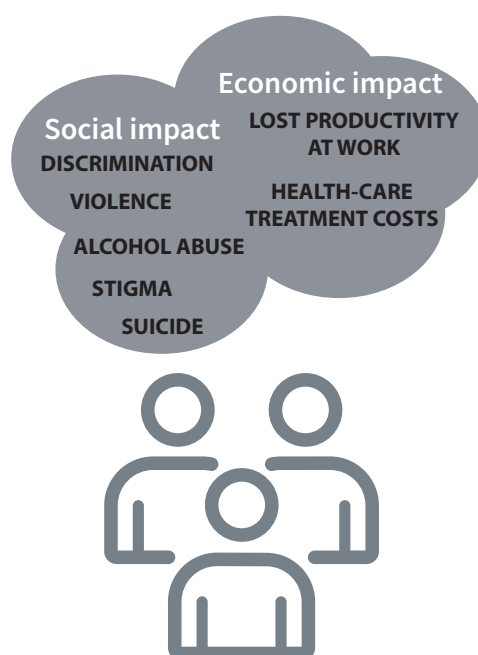 Social impact
DISCRIMINATION
VIOLENCE
ALCOHOL ABUSE
STIGMA
SUICIDE
Economic impact
LOST PRODUCTIVITY
AT WORK
HEALTH-CARE
TREATMENT COSTS